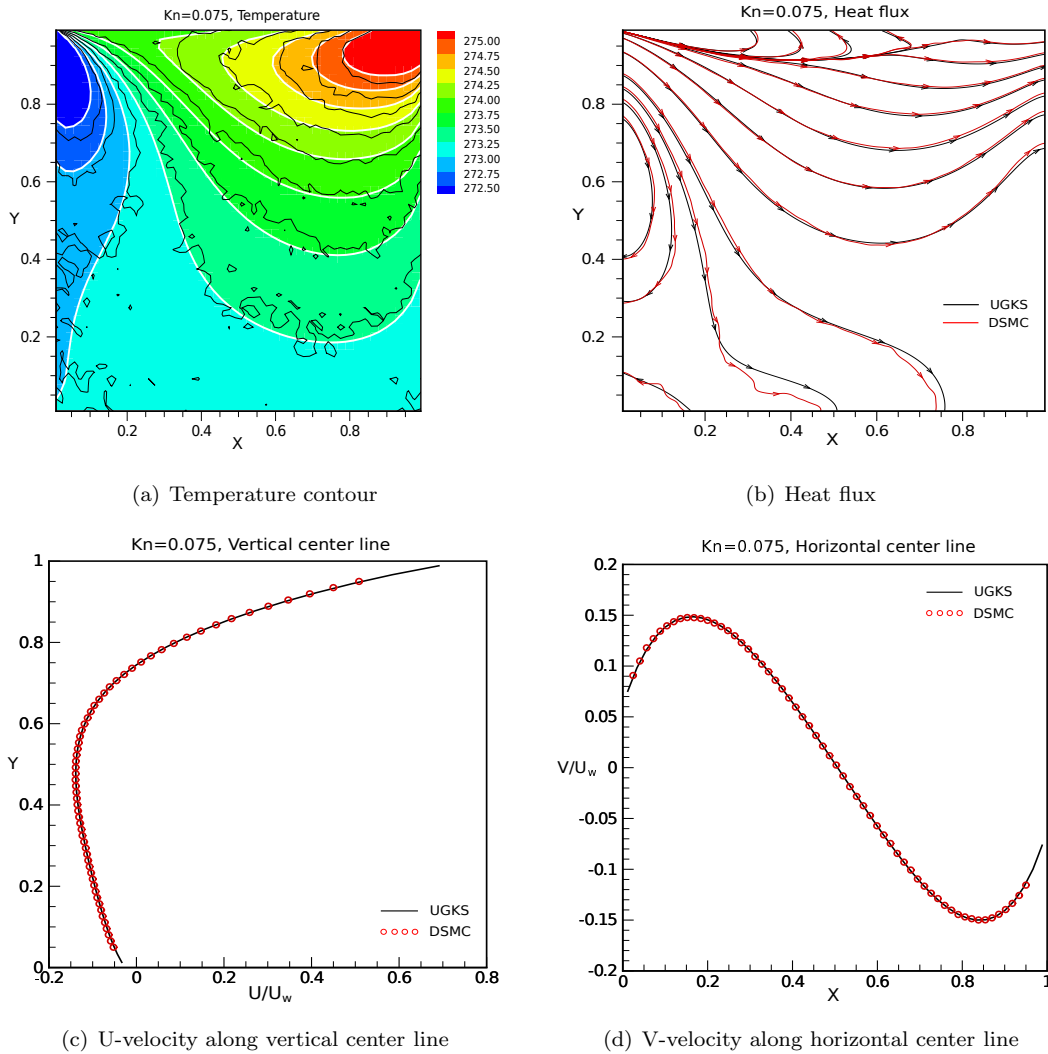 Kn=0.075, Temperature
275.00
274.75
274.50
274.25
274.00
273.75
273.50
273.25
273.00
272.75
272.50
0.8
0.6
Y
0.4
0.2
0.2 0.4 0.6 0.8
X
(a) Temperature contour
Kn=0.075, Heat flux
0.8
0.6
Y
0.4
0.2
UGKS
DSMC
0.2 0.4 0.6 0.8
X
(b) Heat flux
Kn=0.075, Vertical center line
1
0.8
0.6
Y
0.4
0.2
0
UGKS
DSMC
-0.2 0 0.2 0.4 0.6 0.8
U/Uw
(c) U-velocity along vertical center line
Kn=0.075, Horizontal center line
0.2
0.15
0.1
0.05
V/Uw 0
-0.05
-0.1
-0.15
-0.2
UGKS
DSMC
0 0.2 0.4 0.6 0.8 1
X
(d) V-velocity along horizontal center line